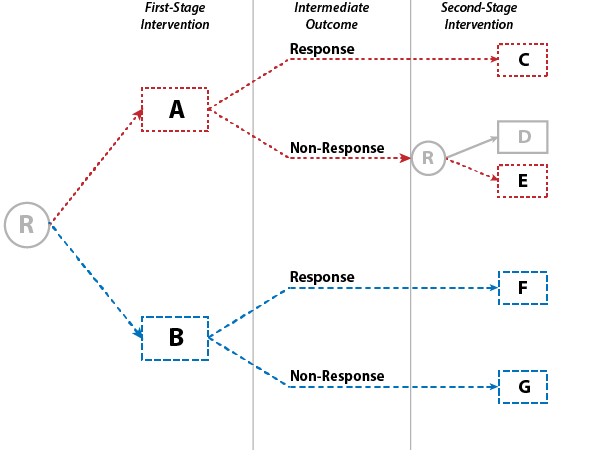 First-Stage
Intervention
Intermediate
Outcome
Second-Stage
Intervention
Response
C
A
Non-Response
R
D
E
R
Response
F
B
Non-Response
G